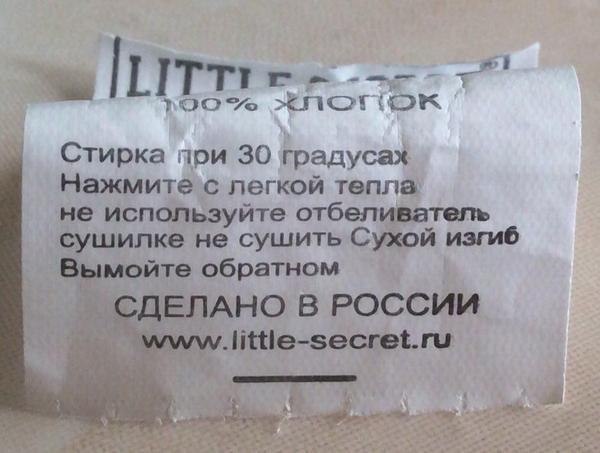 LITTLE
100% ХЛОПОК
Стирка при 30 градусах
Нажмите с легкой тепла
не используйте отбеливатель
сушилке не сушить Сухой изгиб
Вымойте обратном
СДЕЛАНО В РОССИИ
www.little-secret.ru